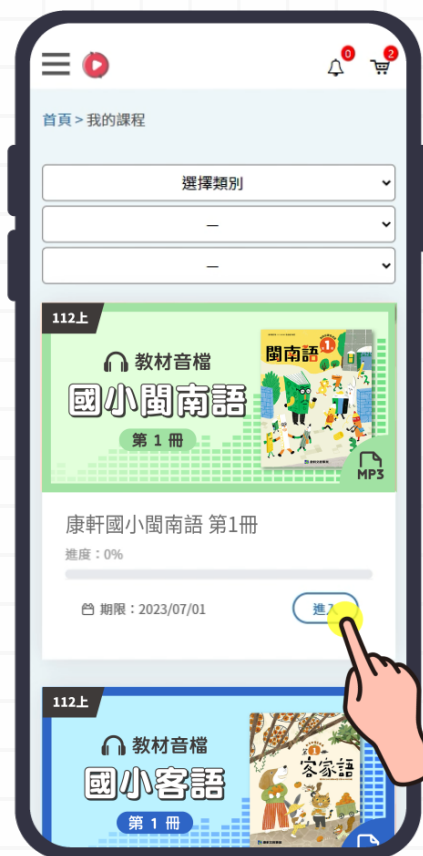 0
2
首頁 > 我的課程
選擇類別
—
—
112上
教材音檔
國小閩南語
第 1 冊
閩南語 1
MP3
康軒國小閩南語 第1冊
進度：0%
期限：2023/07/01
進入
112上
教材音檔
國小客語
第 1 冊
1
客家語